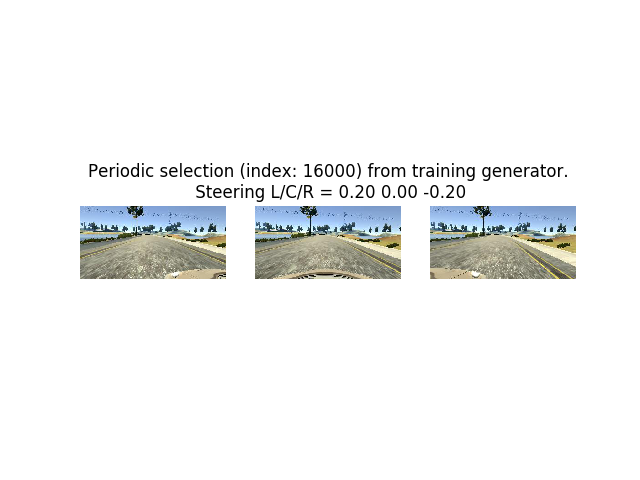 Periodic selection (index: 16000) from training generator.
Steering L/C/R = 0.20 0.00 -0.20